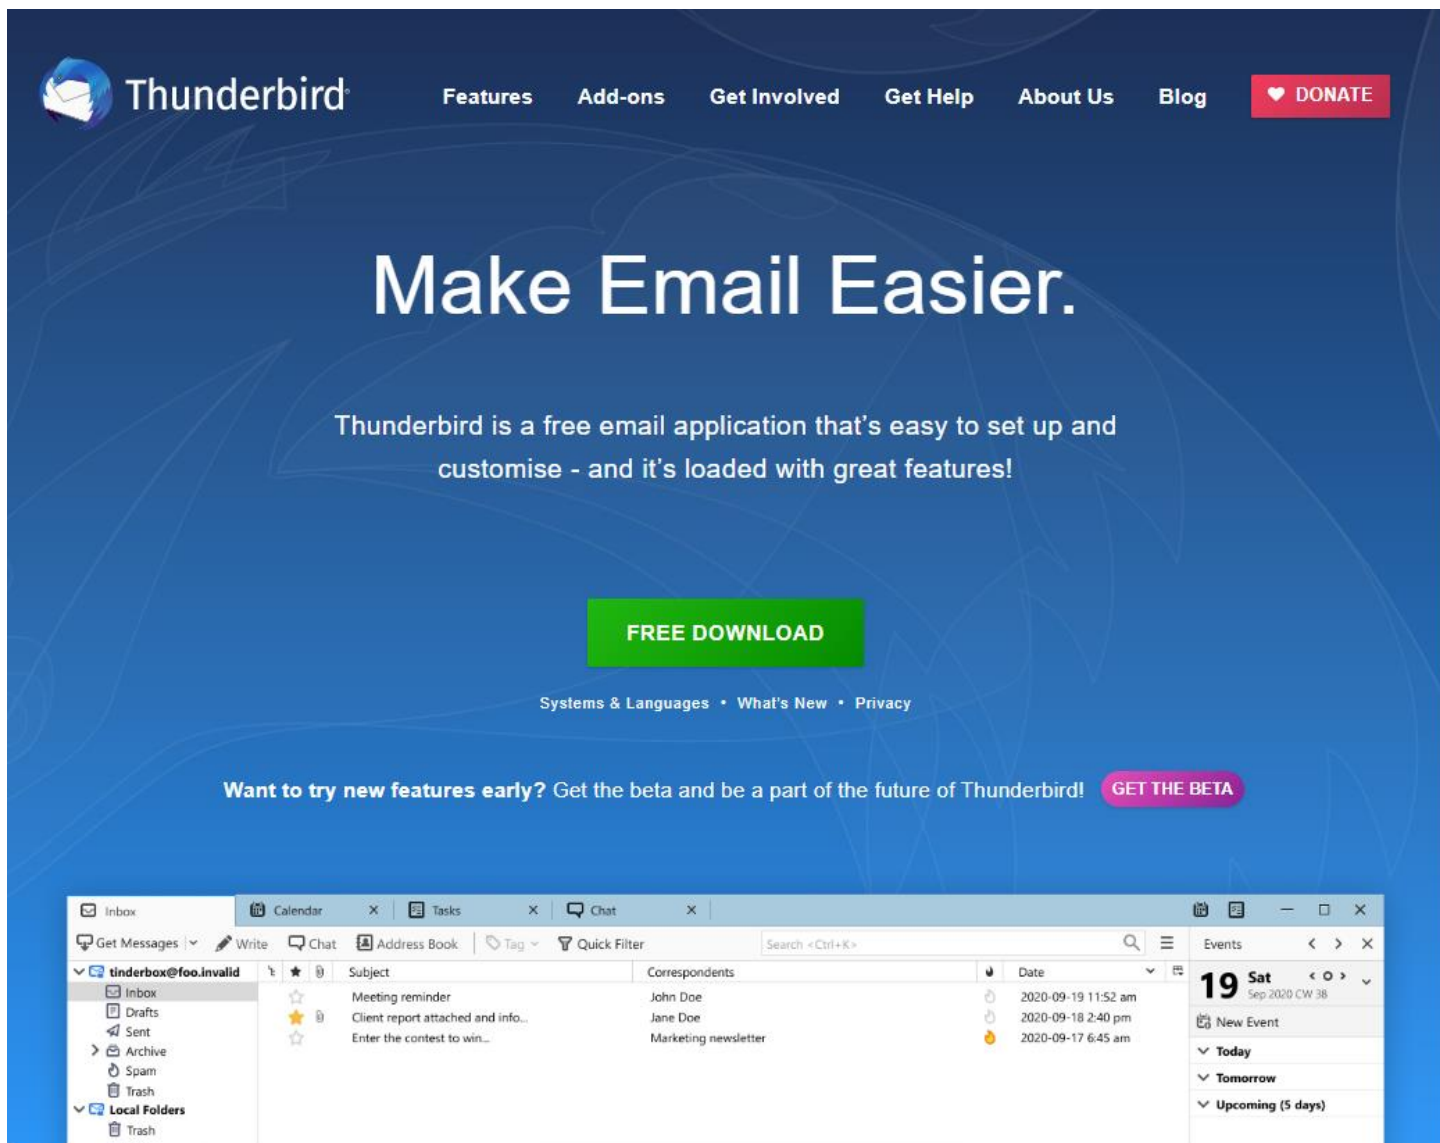 Thunderbird
Features Add-ons Get Involved Get Help About Us Blog DONATE
Make Email Easier.
Thunderbird is a free email application that's easy to set up and
customise - and it's loaded with great features!
FREE DOWNLOAD
Systems & Languages • What's New • Privacy
Want to try new features early? Get the beta and be a part of the future of Thunderbird! GET THE BETA
Inbox Calendar Tasks Chat
Get Messages Write Chat Address Book Tag Quick Filter Search <Ctrl+K> Events
tinderbox@foo.invalid Subject Correspondents Date
19 Sat
Sep 2020 CW 38
Inbox Meeting reminder John Doe 2020-09-19 11:52 am
Drafts Client report attached and info... Jane Doe 2020-09-18 2:40 pm New Event
Sent Enter the contest to win... Marketing newsletter 2020-09-17 6:45 am
Archive Today
Spam Tomorrow
Trash
Local Folders Upcoming (5 days)
Trash